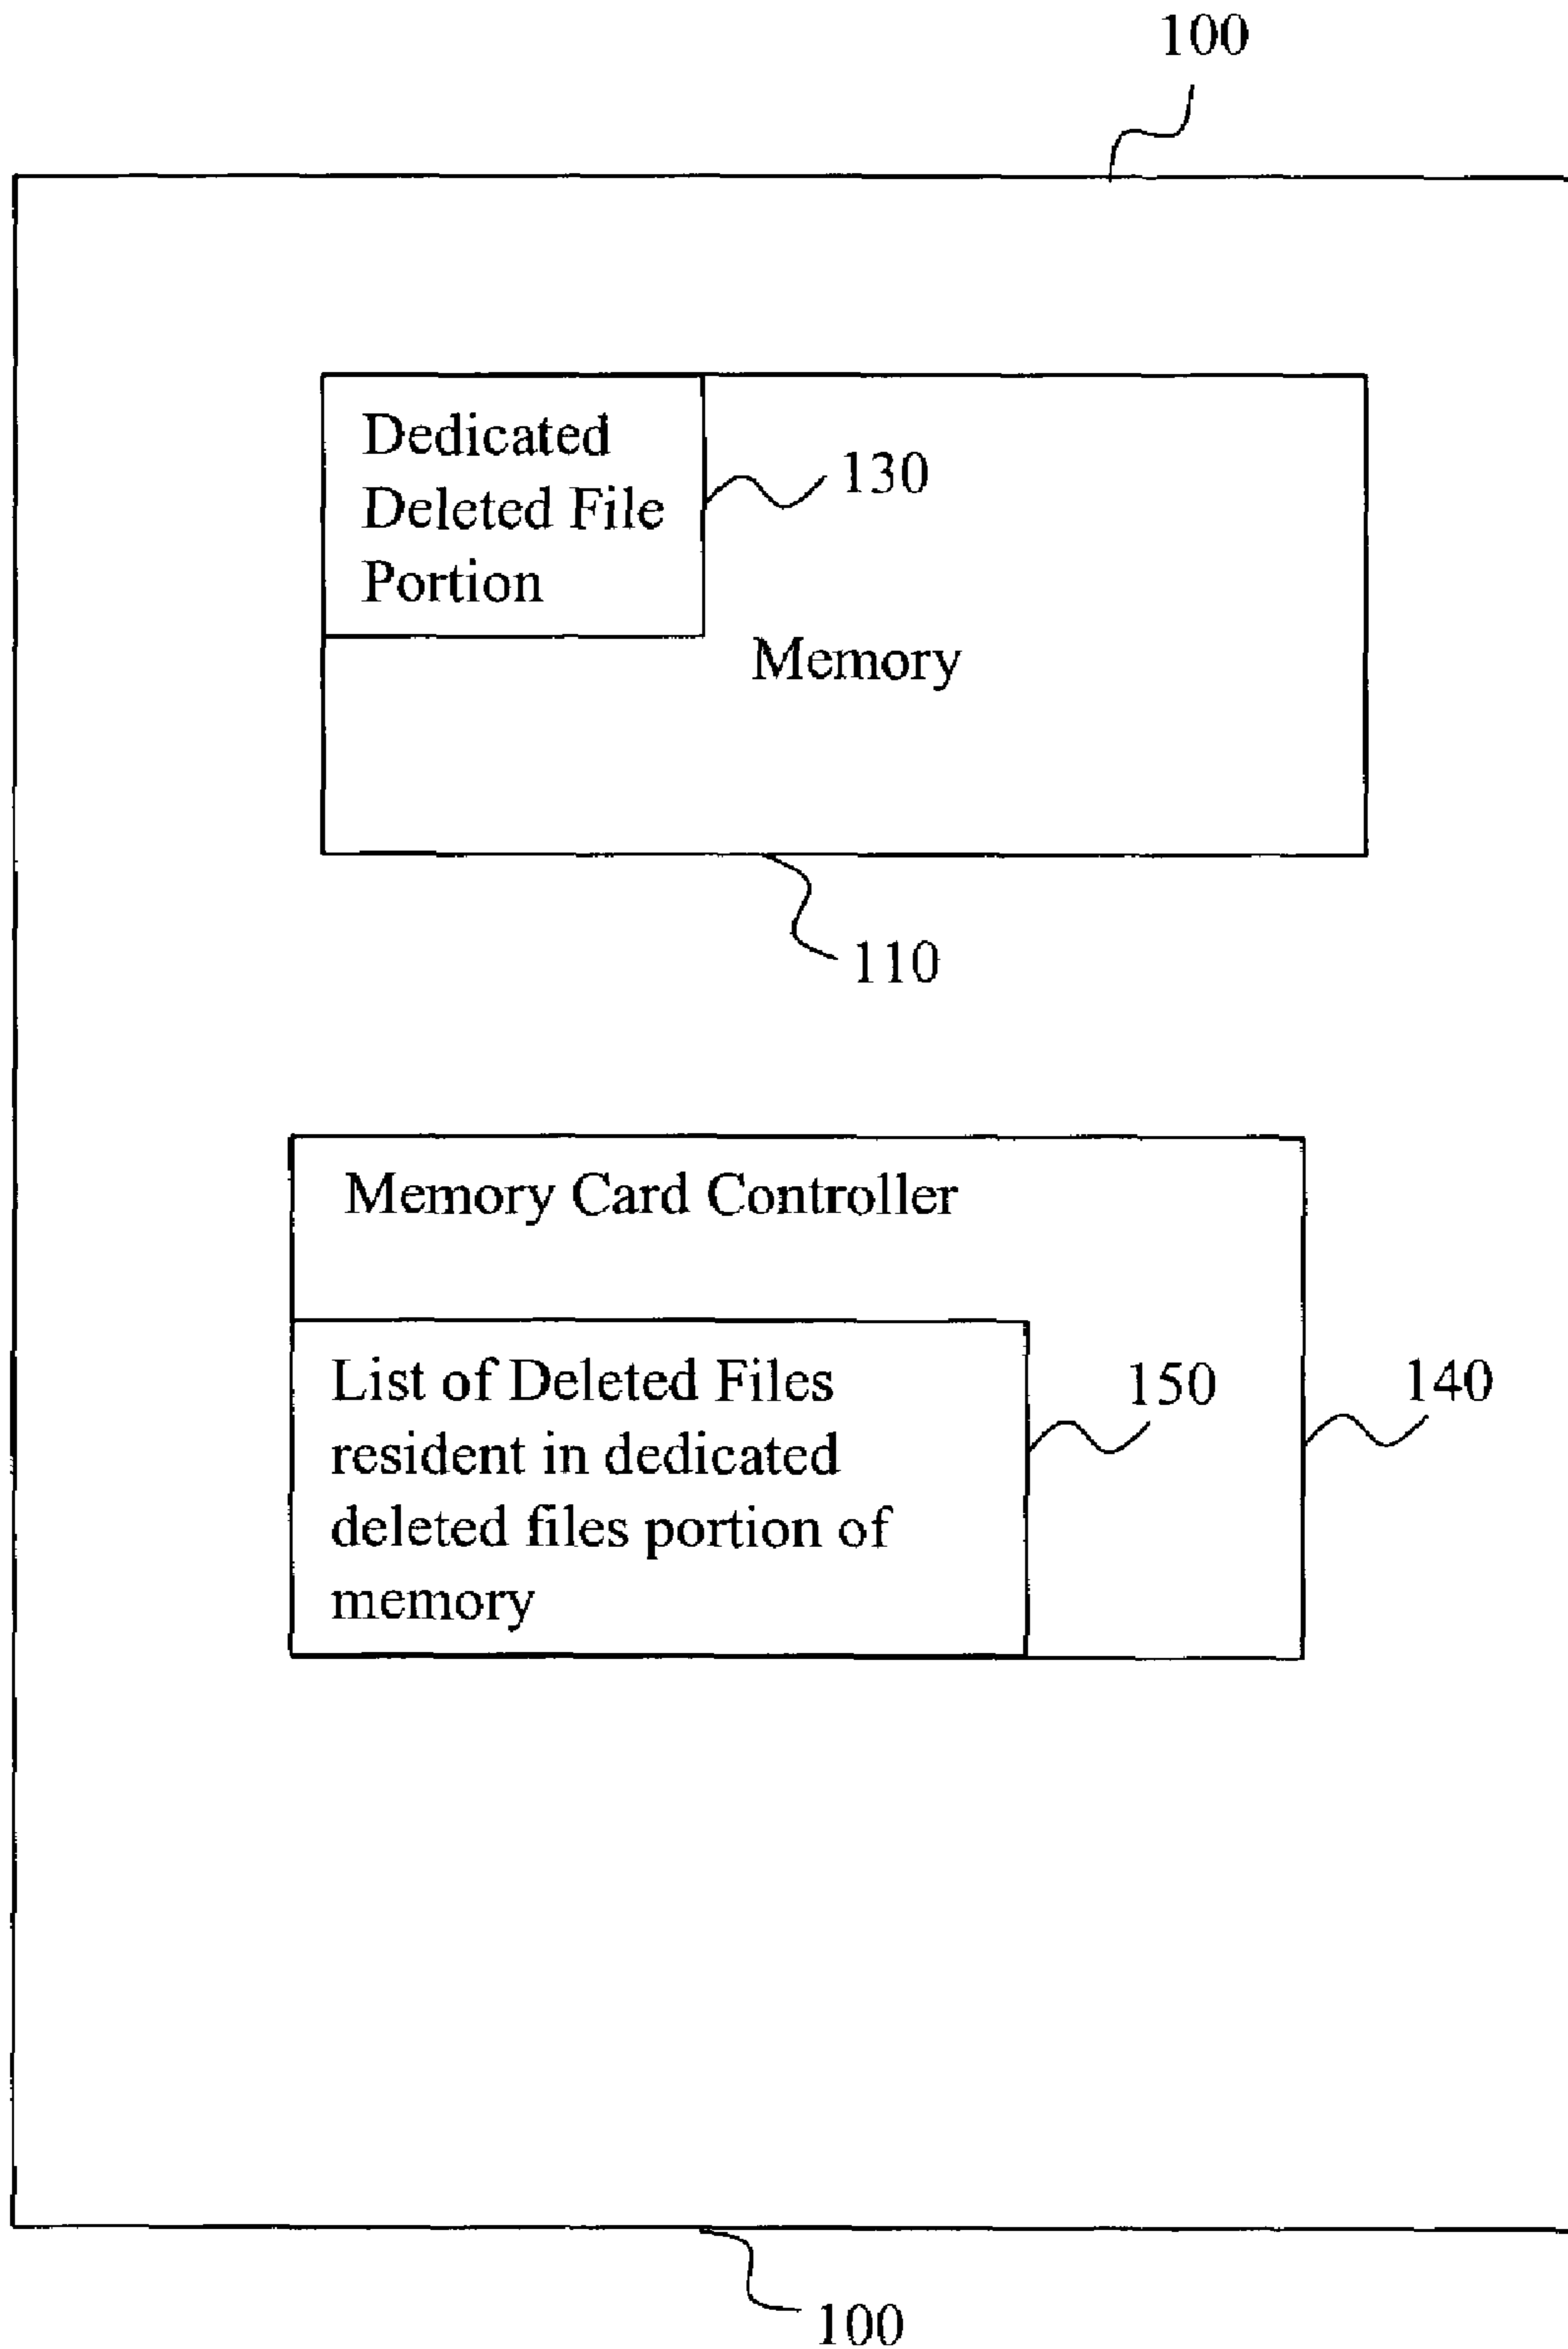 100
Dedicated
Deleted File
Portion
130
Memory
110
Memory Card Controller
List of Deleted Files
resident in dedicated
deleted files portion of
memory
150
140
100